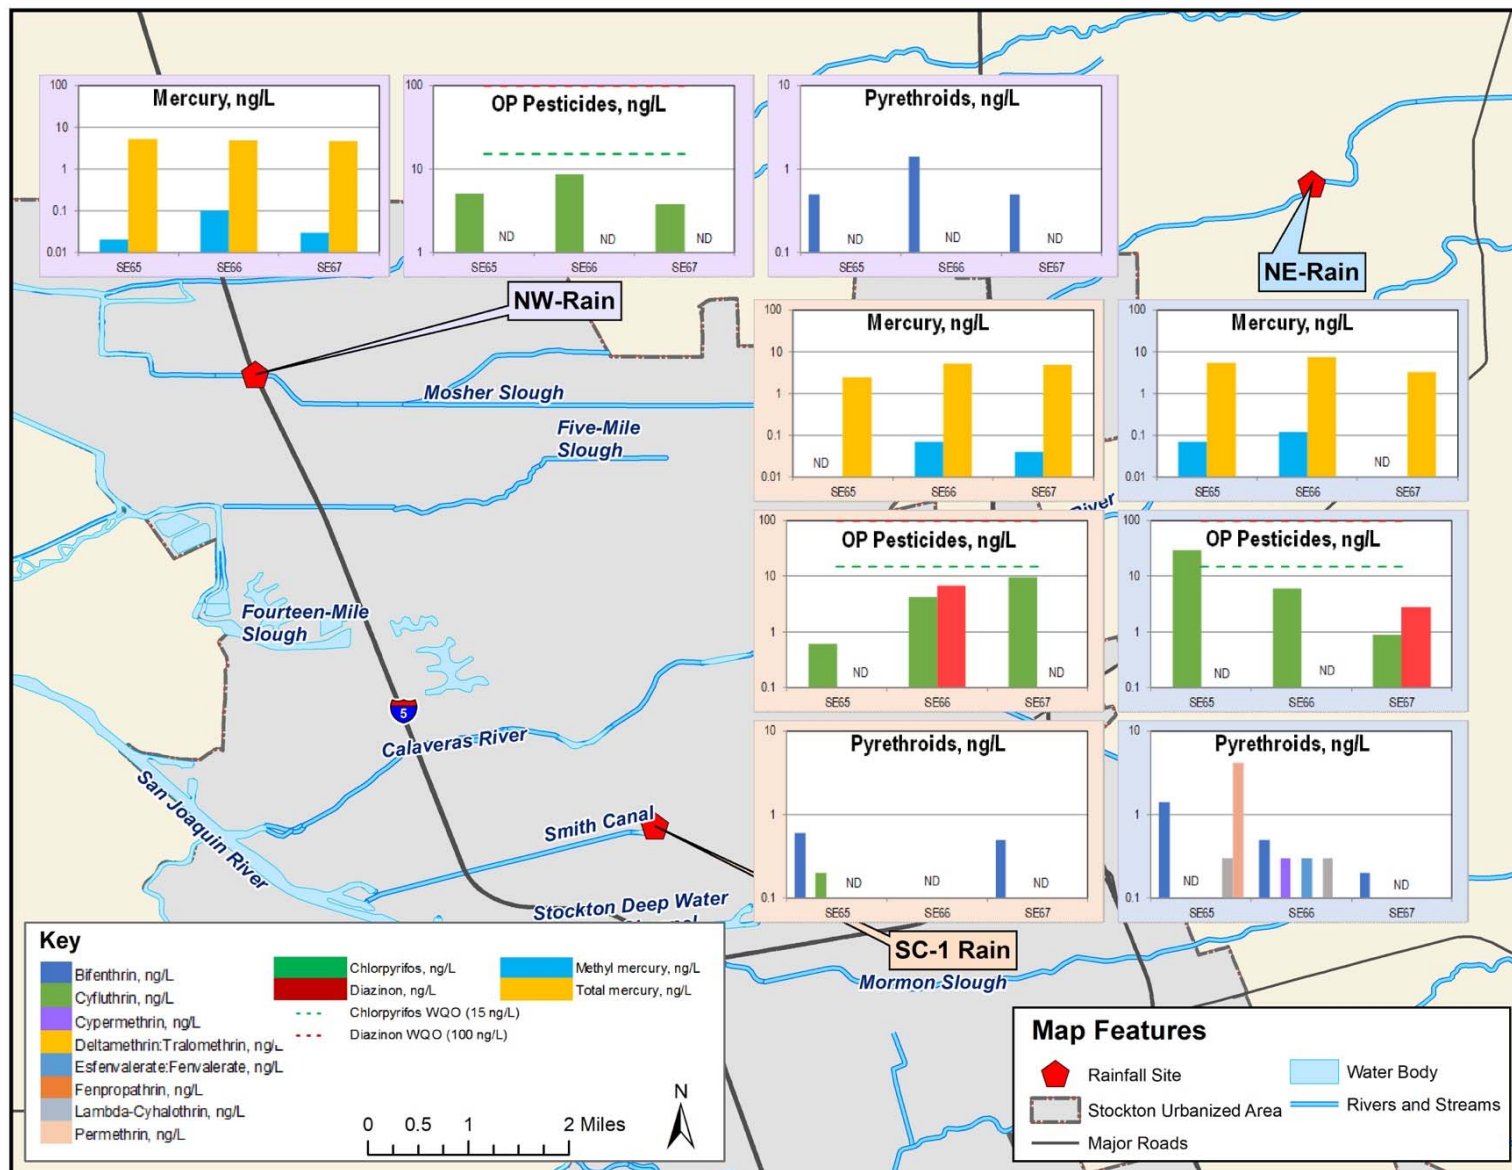 100
10
1
0.1
0.01
Mercury, ng/L
SE65
SE66
SE67
100
10
1
OP Pesticides, ng/L
ND
ND
ND
SE65
SE66
SE67
10
1
0.1
Pyrethroids, ng/L
ND
ND
ND
SE65
SE66
SE67
NW-Rain
NE-Rain
Mosher Slough
Five-Mile
Slough
100
10
1
0.1
0.01
Mercury, ng/L
ND
SE65
SE66
SE67
100
10
1
0.1
0.01
Mercury, ng/L
ND
SE65
SE66
SE67
River
100
10
1
0.1
OP Pesticides, ng/L
ND
ND
SE65
SE66
SE67
100
10
1
0.1
OP Pesticides, ng/L
ND
ND
SE65
SE66
SE67
Fourteen-Mile
Slough
5
Calaveras River
San Joaquin River
Smith Canal
Stockton Deep Water
10
1
0.1
Pyrethroids, ng/L
ND
ND
ND
SE65
SE66
SE67
10
1
0.1
Pyrethroids, ng/L
ND
ND
SE65
SE66
SE67
SC-1 Rain
Mormon Slough
Key
Bifenthrin, ng/L
Cyfluthrin, ng/L
Cypermethrin, ng/L
Deltamethrin:Tralomethrin, ng/L
Esfenvalerate:Fenvalerate, ng/L
Fenpropathrin, ng/L
Lambda-Cyhalothrin, ng/L
Permethrin, ng/L
Chlorpyrifos, ng/L
Diazinon, ng/L
Chlorpyrifos WQO (15 ng/L)
Diazinon WQO (100 ng/L)
Methyl mercury, ng/L
Total mercury, ng/L
0 0.5 1 2 Miles
N
Map Features
Rainfall Site
Stockton Urbanized Area
Major Roads
Water Body
Rivers and Streams